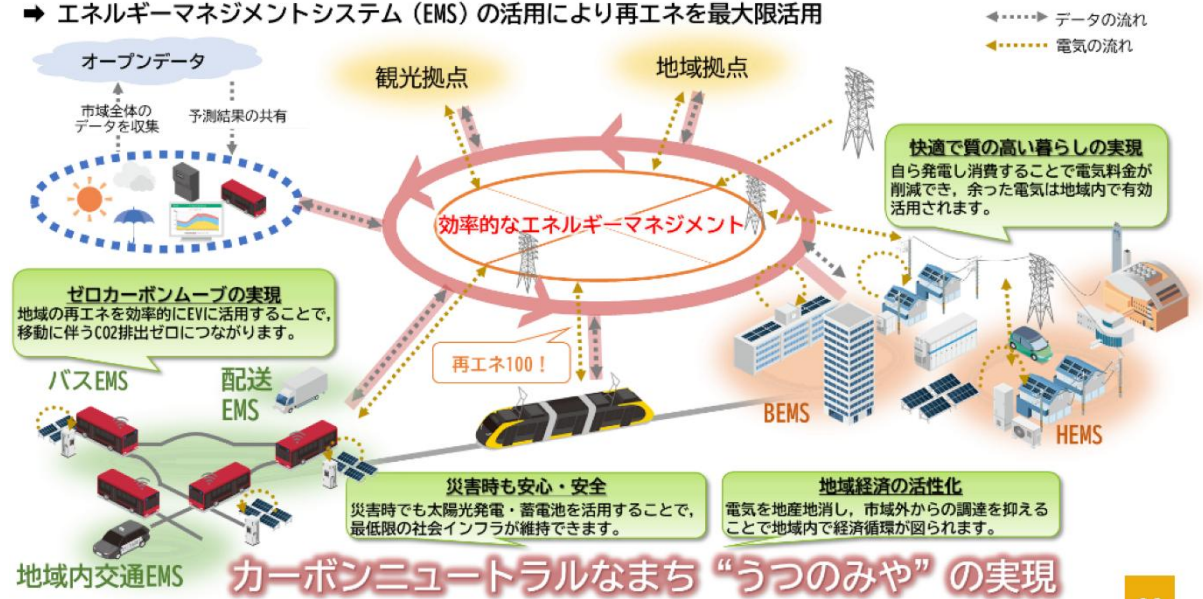 ➡ エネルギーマネジメントシステム（EMS）の活用により再エネを最大限活用
データの流れ
電気の流れ
オープンデータ
市域全体の
データを収集
予測結果の共有
観光拠点
地域拠点
効率的なエネルギーマネジメント
快適で質の高い暮らしの実現
自ら発電し消費することで電気料金が
削減でき，余った電気は地域内で有効
活用されます。
ゼロカーボンムーブの実現
地域の再エネを効率的にEVに活用することで，
移動に伴うCO2排出ゼロにつながります。
再エネ100！
バスEMS
配送
EMS
BEMS
HEMS
地域内交通EMS
災害時も安心・安全
災害時でも太陽光発電・蓄電池を活用することで，
最低限の社会インフラが維持できます。
地域経済の活性化
電気を地産地消し，市域外からの調達を抑える
ことで地域内で経済循環が図られます。
カーボンニュートラルなまち“うつのみや”の実現